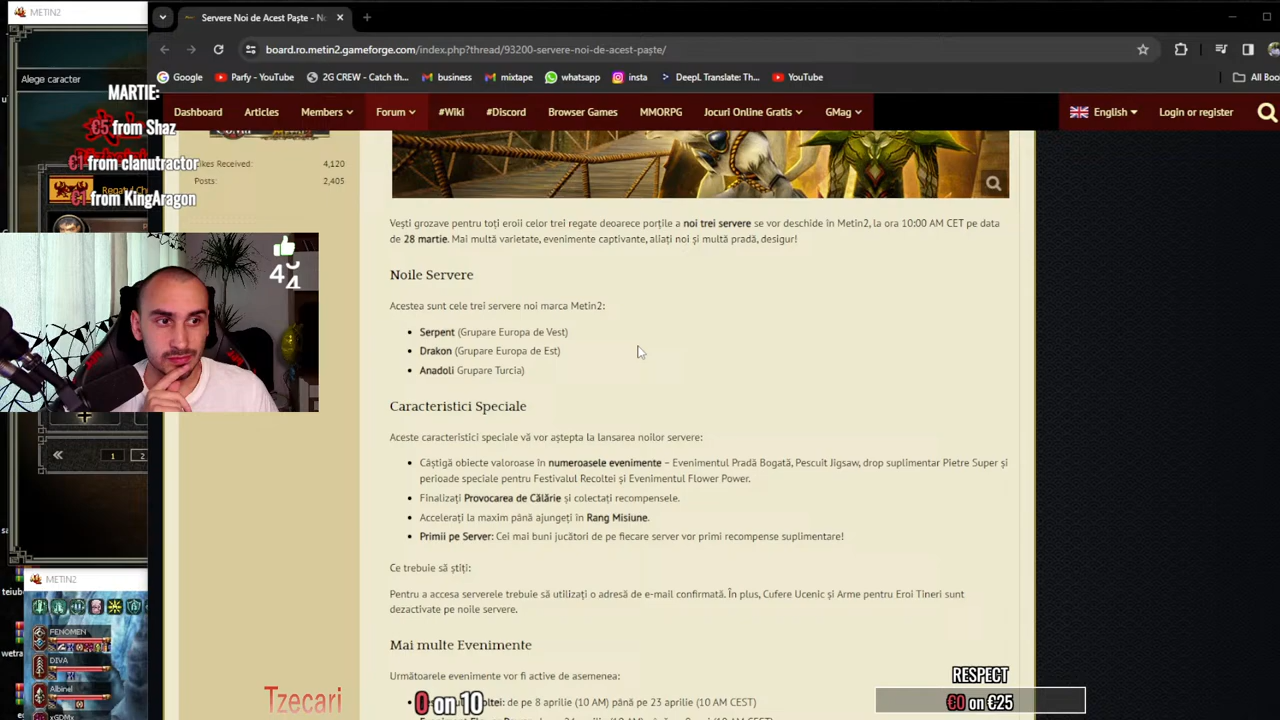 METIN2
Servere Noi de Acest Paște - No
board.ro.metin2.gameforge.com/index.php?thread/93200-servere-noi-de-acest-paște/
Google
Parfy - YouTube
2G CREW - Catch th...
business
mixtape
whatsapp
insta
DeepL Translate: Th...
YouTube
All Boo
Alege caracter
MARTIE:
€5 from Shaz
€1 from clanutractor
€1 from KingAragon
Dashboard
Articles
Members
Forum
#Wiki
#Discord
Browser Games
MMORPG
Jocuri Online Gratis
GMag
English
Login or register
Likes Received: 4,120
Posts: 2,405
Vești grozave pentru toți eroii celor trei regate deoarece porțile a noi trei servere se vor deschide în Metin2, la ora 10:00 AM CET pe data
de 28 martie. Mai multă varietate, evenimente captivante, aliați noi și multă pradă, desigur!
Noile Servere
Acestea sunt cele trei servere noi marca Metin2:
Serpent (Grupare Europa de Vest)
Drakon (Grupare Europa de Est)
Anadoli Grupare Turcia)
Caracteristici Speciale
Aceste caracteristici speciale vă vor aștepta la lansarea noilor servere:
Câștigă obiecte valoroase în numeroasele evenimente – Evenimentul Pradă Bogată, Pescuit Jigsaw, drop suplimentar Pietre Super și
perioade speciale pentru Festivalul Recoltei și Evenimentul Flower Power.
Finalizați Provocarea de Călărie și colectați recompensele.
Accelerați la maxim până ajungeți în Rang Misiune.
Primii pe Server: Cei mai buni jucători de pe fiecare server vor primi recompense suplimentare!
Ce trebuie să știți:
Pentru a accesa serverele trebuie să utilizați o adresă de e-mail confirmată. În plus, Cufere Ucenic și Arme pentru Eroi Tineri sunt
dezactivate pe noile servere.
Mai multe Evenimente
Următoarele evenimente vor fi active de asemenea:
de pe 8 aprilie (10 AM) până pe 23 aprilie (10 AM CEST)
1
2
METIN2
FENOMEN
DIVA
Albinel
xGDMx
Tzecari
0 on 10
RESPECT
€0 on €25